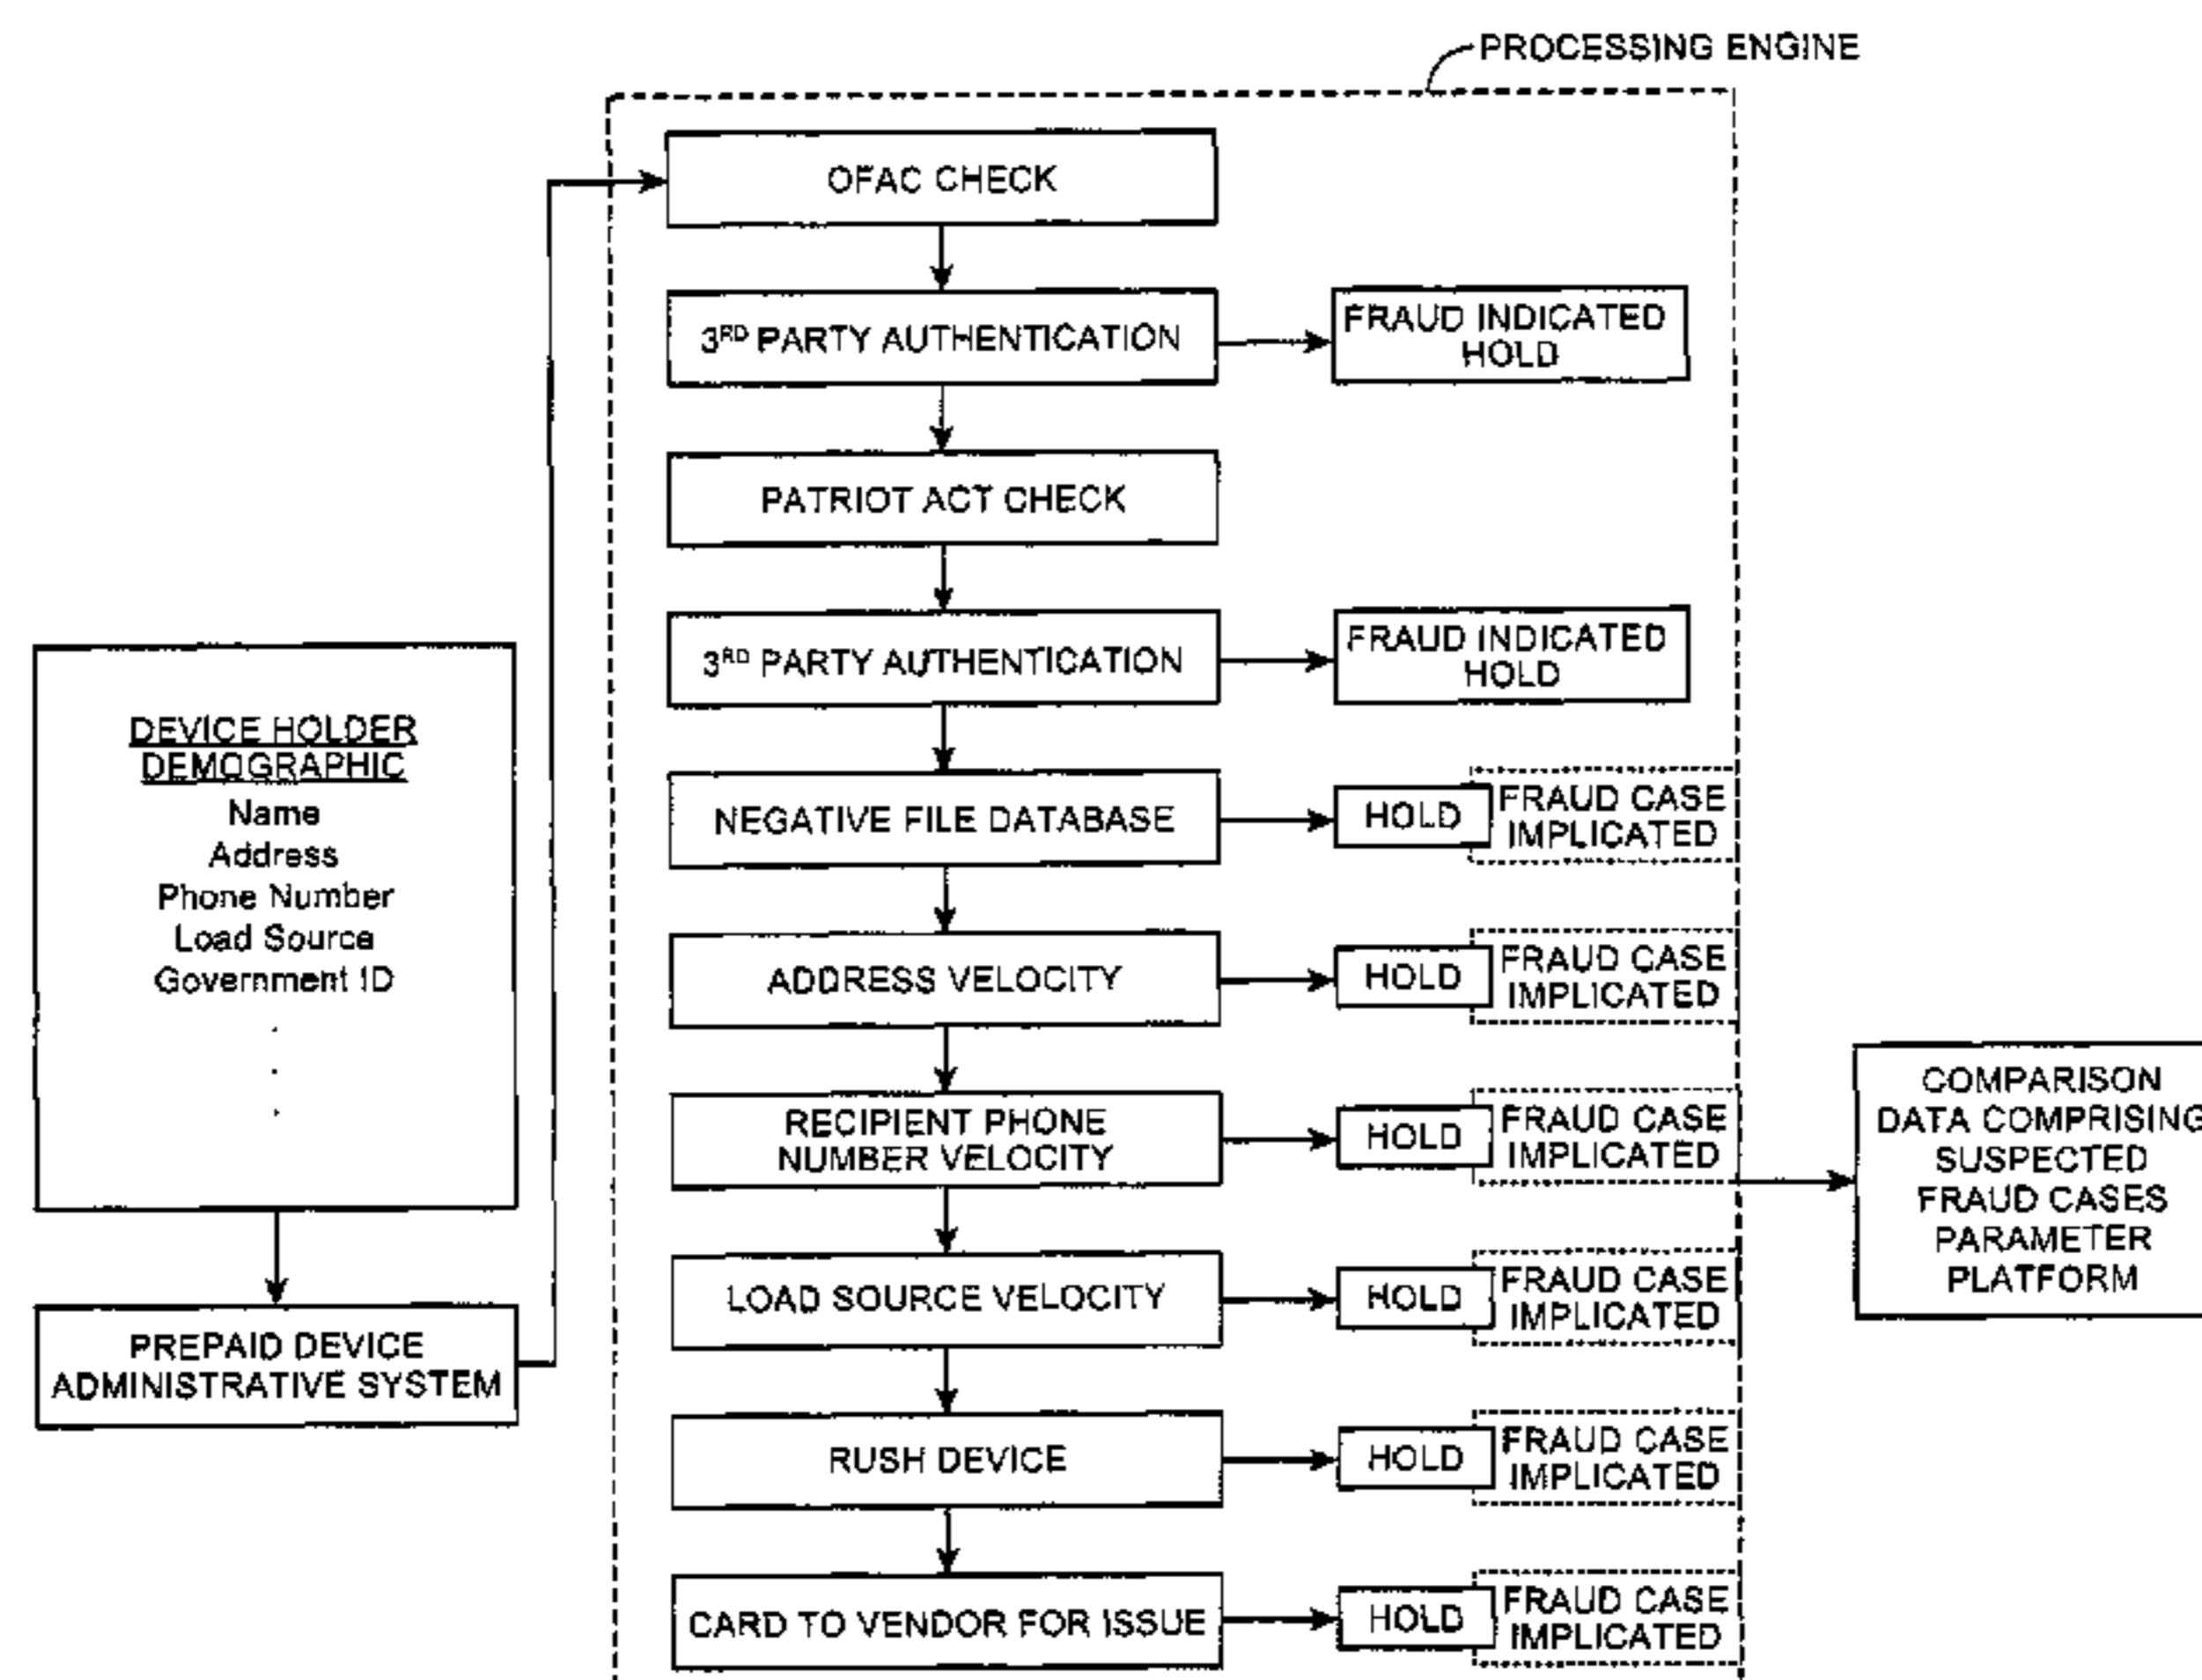 PROCESSING ENGINE
OFAC CHECK
3RD PARTY AUTHENTICATION
FRAUD INDICATED
HOLD
PATRIOT ACT CHECK
3RD PARTY AUTHENTICATION
FRAUD INDICATED
HOLD
DEVICE HOLDER
DEMOGRAPHIC
Name
Address
Phone Number
Load Source
Government ID
.
.
.
PREPAID DEVICE
ADMINISTRATIVE SYSTEM
NEGATIVE FILE DATABASE
HOLD
FRAUD CASE
IMPLICATED
ADDRESS VELOCITY
HOLD
FRAUD CASE
IMPLICATED
RECIPIENT PHONE
NUMBER VELOCITY
HOLD
FRAUD CASE
IMPLICATED
LOAD SOURCE VELOCITY
HOLD
FRAUD CASE
IMPLICATED
RUSH DEVICE
HOLD
FRAUD CASE
IMPLICATED
CARD TO VENDOR FOR ISSUE
HOLD
FRAUD CASE
IMPLICATED
COMPARISON
DATA COMPRISING
SUSPECTED
FRAUD CASES
PARAMETER
PLATFORM